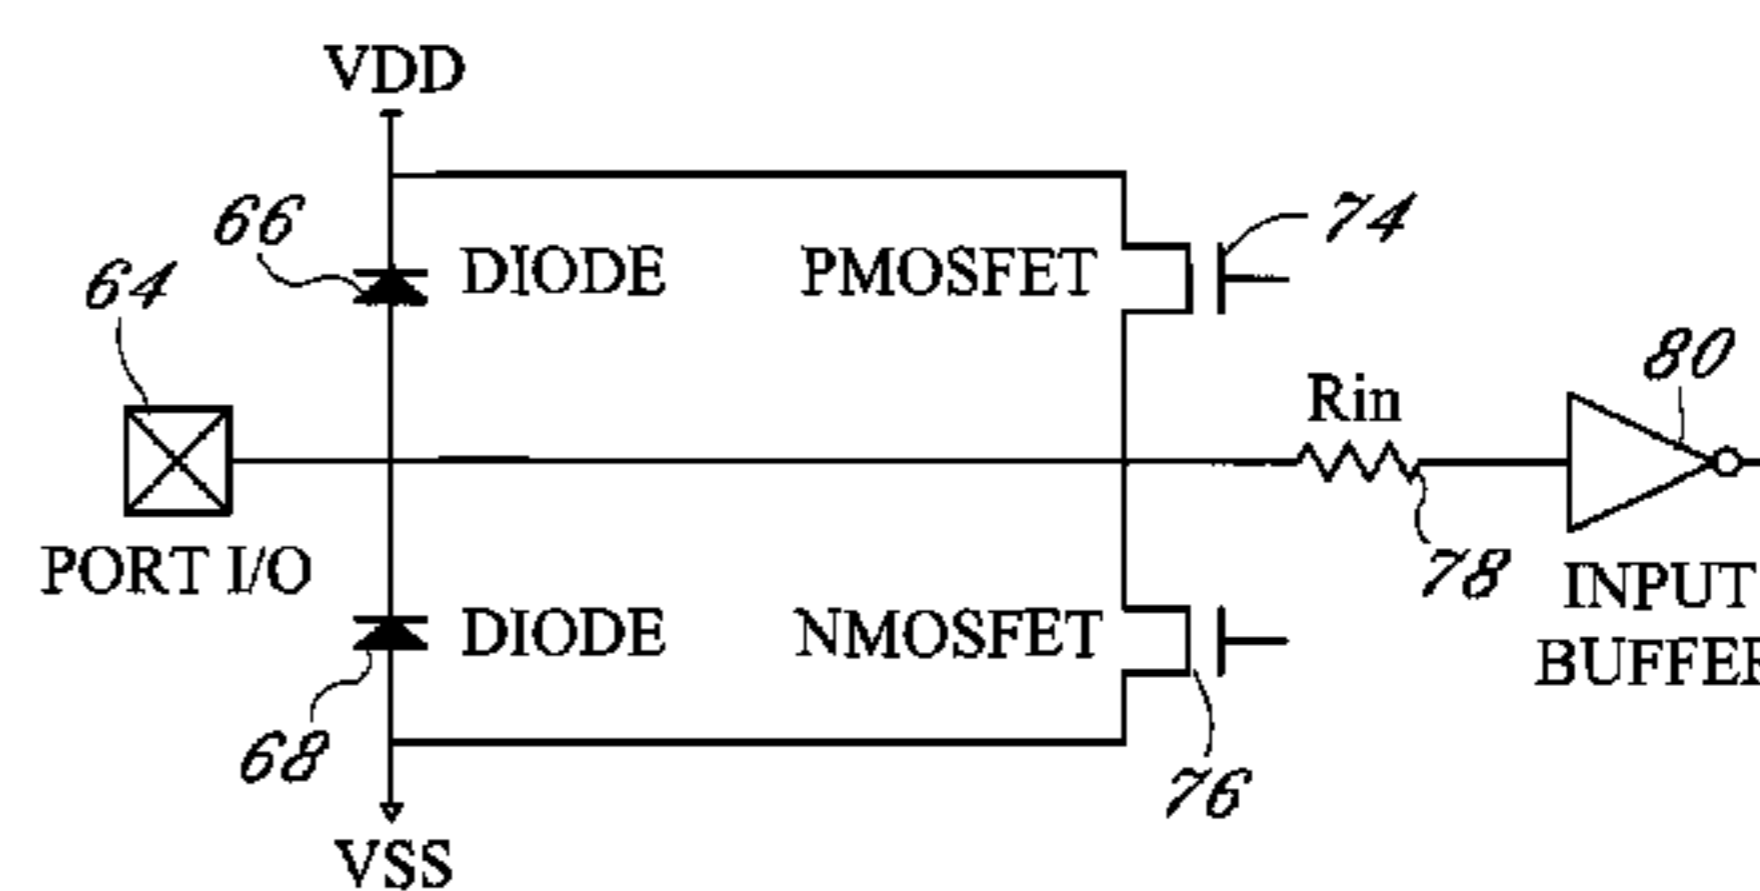 VDD
66
DIODE
PMOSFET
74
64
80
Rin
PORT I/O
78
INPUT
BUFFER
DIODE
NMOSFET
68
76
VSS